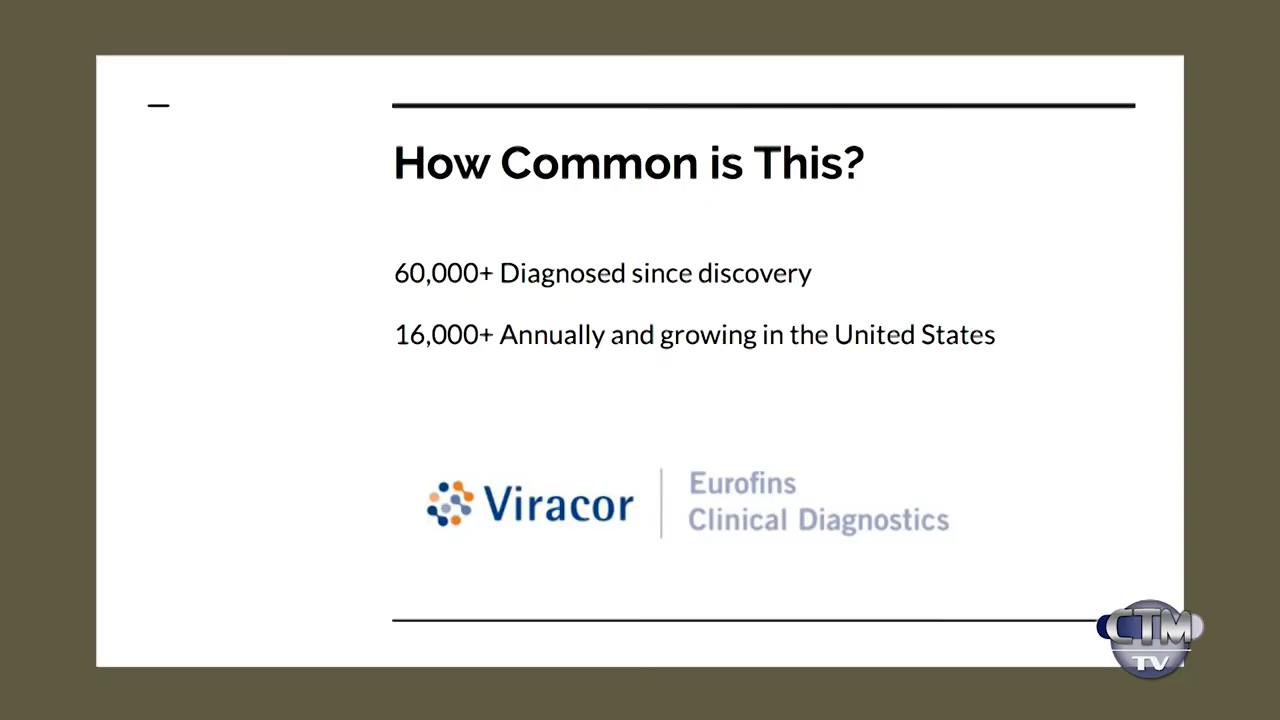 How Common is This?
60,000+ Diagnosed since discovery
16,000+ Annually and growing in the United States
Viracor
Eurofins
Clinical Diagnostics
CTM
TV